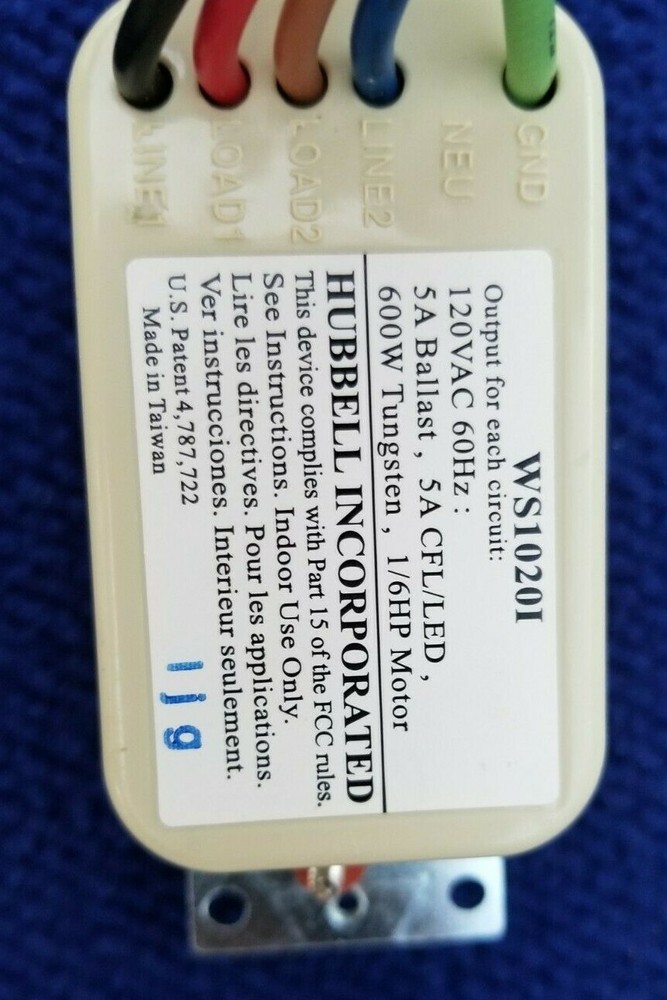 LINE1
LOAD1
LOAD2
LINE2
NEU
GND
WS1020I
Output for each circuit:
120VAC 60Hz :
5A Ballast , 5A CFL/LED ,
600W Tungsten , 1/6HP Motor
HUBBELL INCORPORATED
This device complies with Part 15 of the FCC rules.
See Instructions. Indoor Use Only.
Lire les directives. Pour les applications.
Ver instrucciones. Interieur seulement.
U.S. Patent 4,787,722
Made in Taiwan
1jg